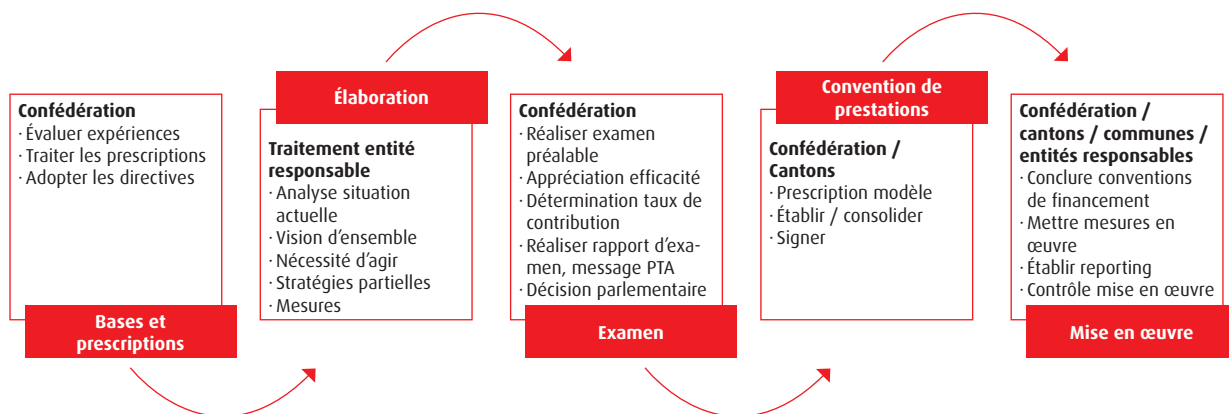 Confédération
· Évaluer expériences
· Traiter les prescriptions
· Adopter les directives
Bases et
prescriptions
Élaboration
Traitement entité
responsable
· Analyse situation
actuelle
· Vision d'ensemble
· Nécessité d'agir
· Stratégies partielles
· Mesures
Confédération
· Réaliser examen
préalable
· Appréciation efficacité
· Détermination taux de
contribution
· Réaliser rapport d'exa-
men, message PTA
· Décision parlementaire
Examen
Convention de
prestations
Confédération /
Cantons
· Prescription modèle
· Établir / consolider
· Signer
Confédération /
cantons / communes /
entités responsables
· Conclure conventions
de financement
· Mettre mesures en
œuvre
· Établir reporting
· Contrôle mise en œuvre
Mise en œuvre